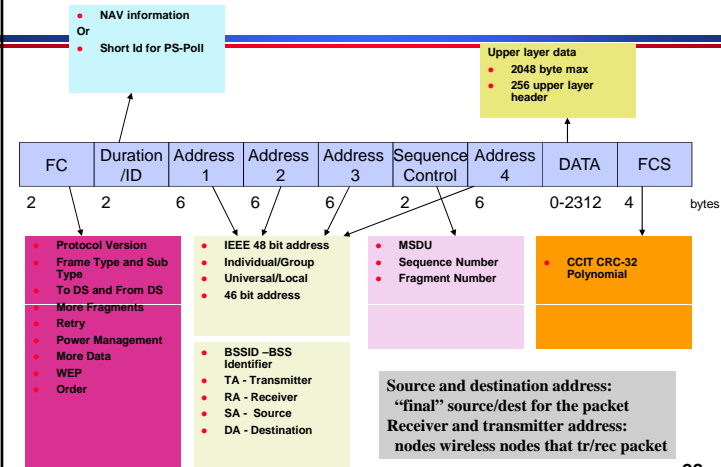 NAV information
Or
Short Id for PS-Poll
Upper layer data
2048 byte max
256 upper layer
header
FC
Duration
/ID
Address
1
Address
2
Address
3
Sequence
Control
Address
4
DATA
FCS
2 2 6 6 6 2 6 0-2312 4 bytes
Protocol Version
Frame Type and Sub
Type
To DS and From DS
More Fragments
Retry
Power Management
More Data
WEP
Order
IEEE 48 bit address
Individual/Group
Universal/Local
46 bit address
BSSID –BSS
Identifier
TA - Transmitter
RA - Receiver
SA - Source
DA - Destination
MSDU
Sequence Number
Fragment Number
CCIT CRC-32
Polynomial
Source and destination address:
“final” source/dest for the packet
Receiver and transmitter address:
nodes wireless nodes that tr/rec packet